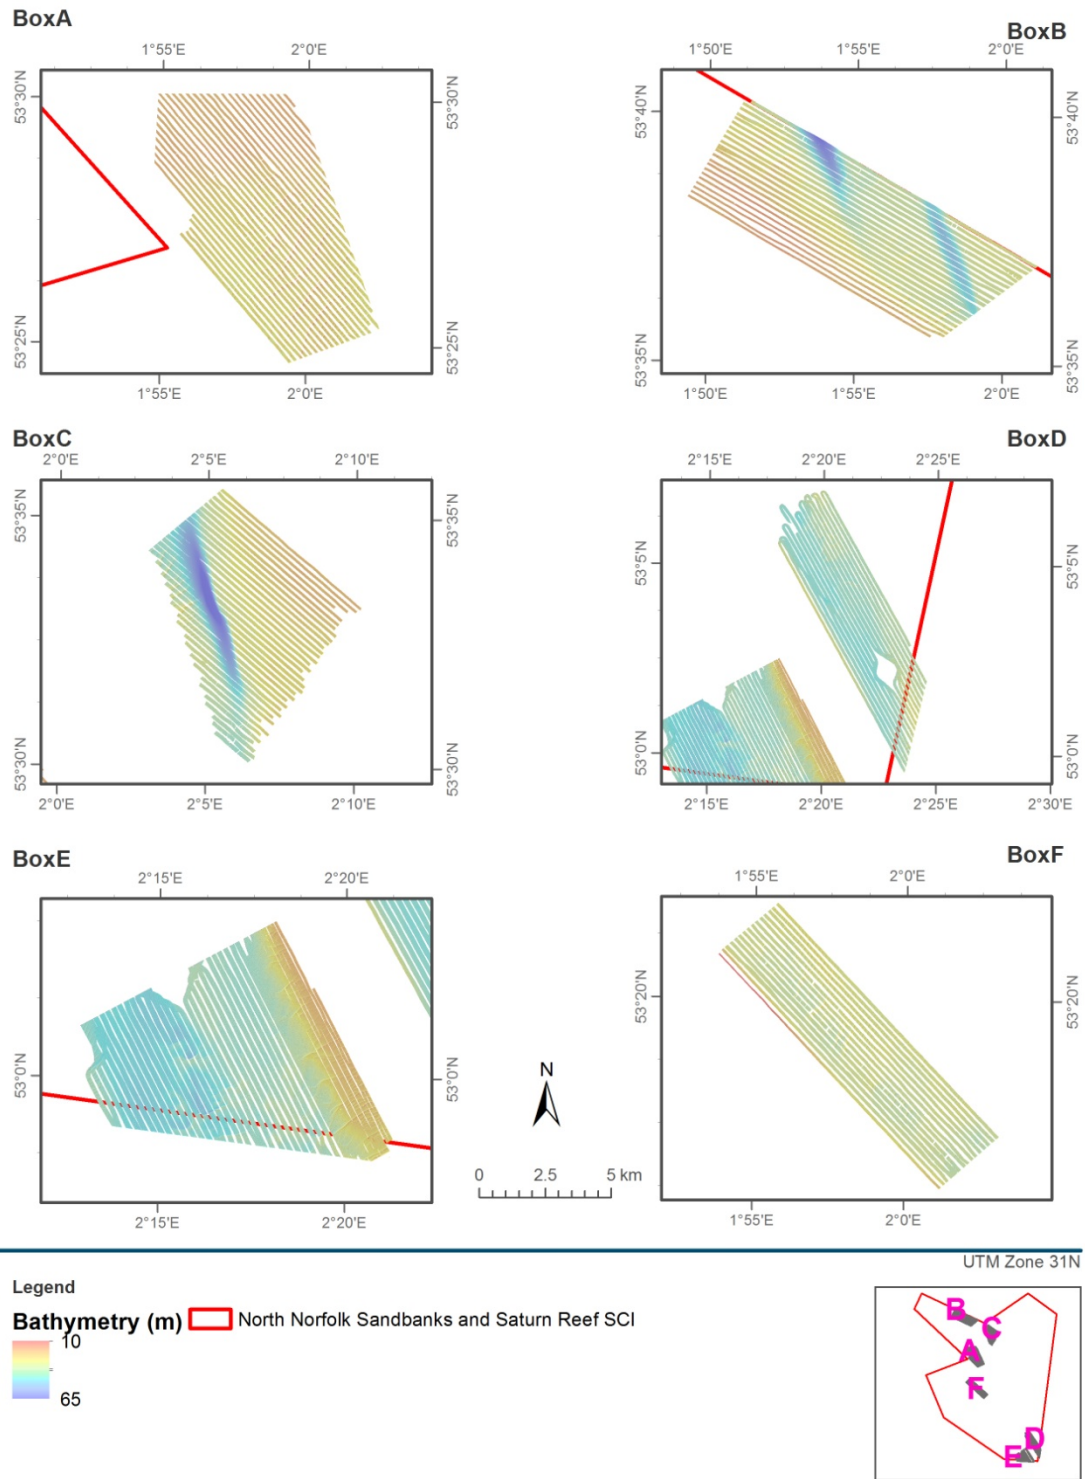 BoxA
1°55'E 2°0'E
53°30'N 53°30'N
53°25'N 53°25'N
1°55'E 2°0'E
BoxB
1°50'E 1°55'E 2°0'E
53°40'N 53°40'N
53°35'N 53°35'N
1°50'E 1°55'E 2°0'E
BoxC
2°0'E 2°5'E 2°10'E
53°35'N 53°35'N
53°30'N 53°30'N
2°0'E 2°5'E 2°10'E
BoxD
2°15'E 2°20'E 2°25'E
53°5'N 53°5'N
53°0'N 53°0'N
2°15'E 2°20'E 2°25'E 2°30'E
BoxE
2°15'E 2°20'E
53°0'N 53°0'N
2°15'E 2°20'E
BoxF
1°55'E 2°0'E
53°20'N 53°20'N
1°55'E 2°0'E
N
0 2.5 5 km
UTM Zone 31N
Legend
Bathymetry (m)
10
65
North Norfolk Sandbanks and Saturn Reef SCI
B
C
A
F
D
E